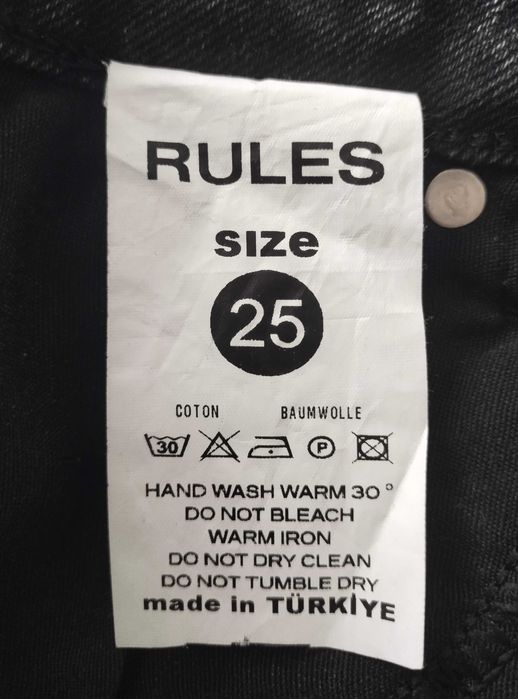 RULES
size
25
COTON BAUMWOLLE
30 P
HAND WASH WARM 30°
DO NOT BLEACH
WARM IRON
DO NOT DRY CLEAN
DO NOT TUMBLE DRY
made in TÜRKİYE